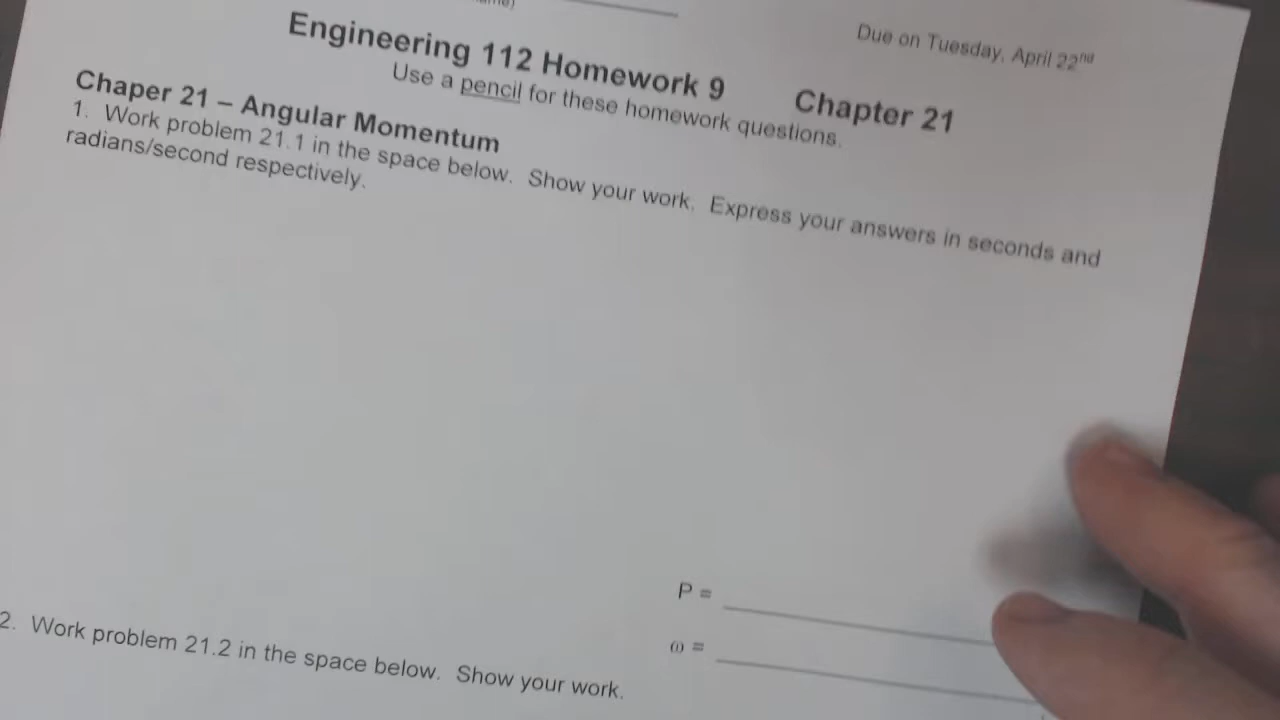 Due on Tuesday, April 22nd
Engineering 112 Homework 9 Chapter 21
Use a pencil for these homework questions.
Chaper 21 – Angular Momentum
1. Work problem 21.1 in the space below. Show your work. Express your answers in seconds and
radians/second respectively.
P =
ω =
2. Work problem 21.2 in the space below. Show your work.